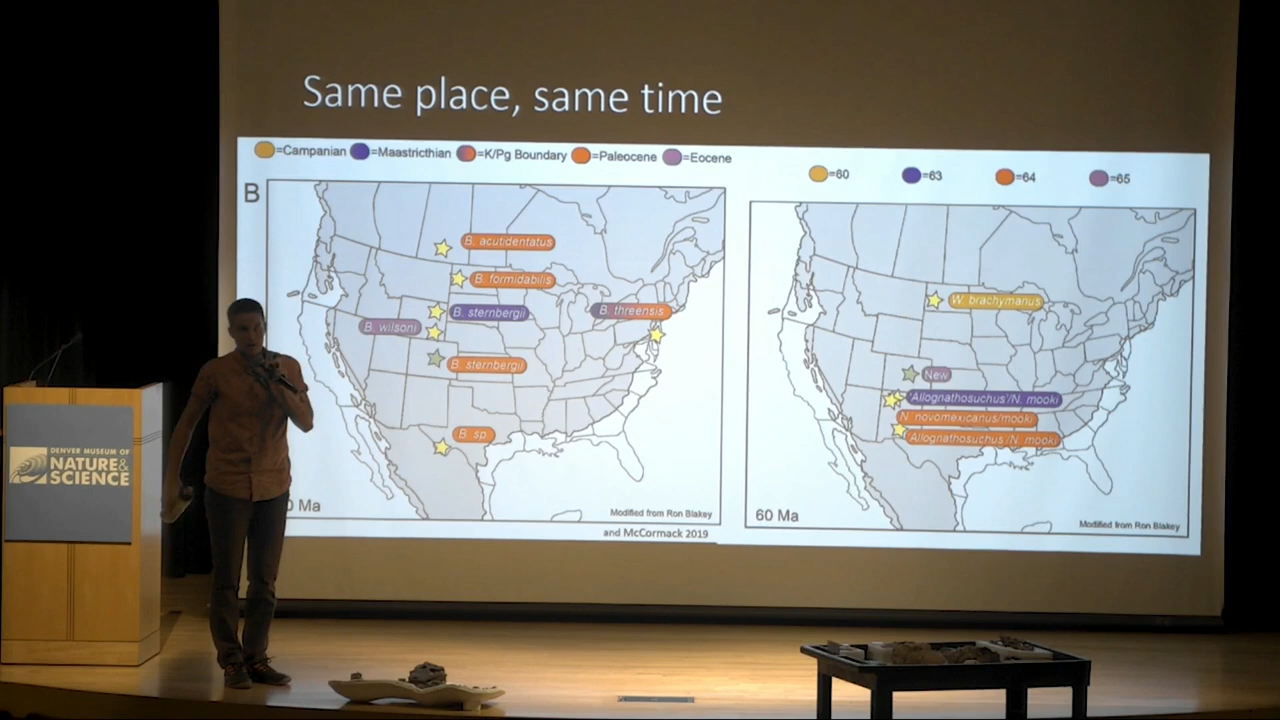 Same place, same time
=Campanian =Maastricthian =K/Pg Boundary =Paleocene =Eocene
=60 =63 =64 =65
B
B. acutidentatus
B. formidabilis
B. sternbergii
B. threensis
B. wilsoni
B. sternbergii
B. sp.
Ma
Modified from Ron Blakey
and McCormack 2019
W. brachymanus
New
'Allognathosuchus'/N. mooki
N. novomexicanus/mooki
'Allognathosuchus'/N. mooki
60 Ma
Modified from Ron Blakey
DENVER MUSEUM OF
NATURE &
SCIENCE